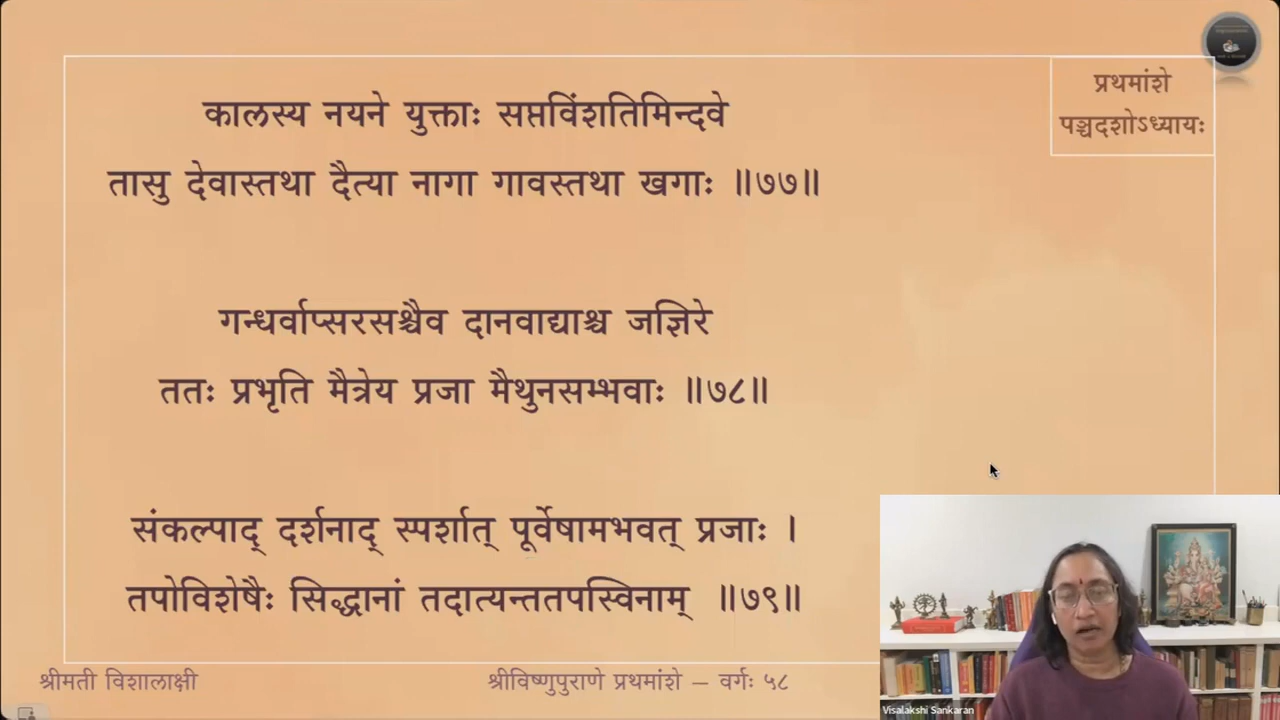 कालस्य नयने युक्ताः सप्तविंशतिमिन्दवे
तासु देवास्तथा दैत्या नागा गावस्तथा खगाः ॥७७॥
गन्धर्वाप्सरसश्चैव दानवाद्याश्च जज्ञिरे
ततः प्रभृति मैत्रेय प्रजा मैथुनसम्भवाः ॥७८॥
संकल्पाद् दर्शनाद् स्पर्शात् पूर्वेषामभवत् प्रजाः ।
तपोविशेषैः सिद्धानां तदात्यन्ततपस्विनाम् ॥७९॥
प्रथमांशे
पञ्चदशोऽध्यायः
श्रीमती विशालाक्षी
श्रीविष्णुपुराणे प्रथमांशे – वर्गः ५८
Visalakshi Sankaran